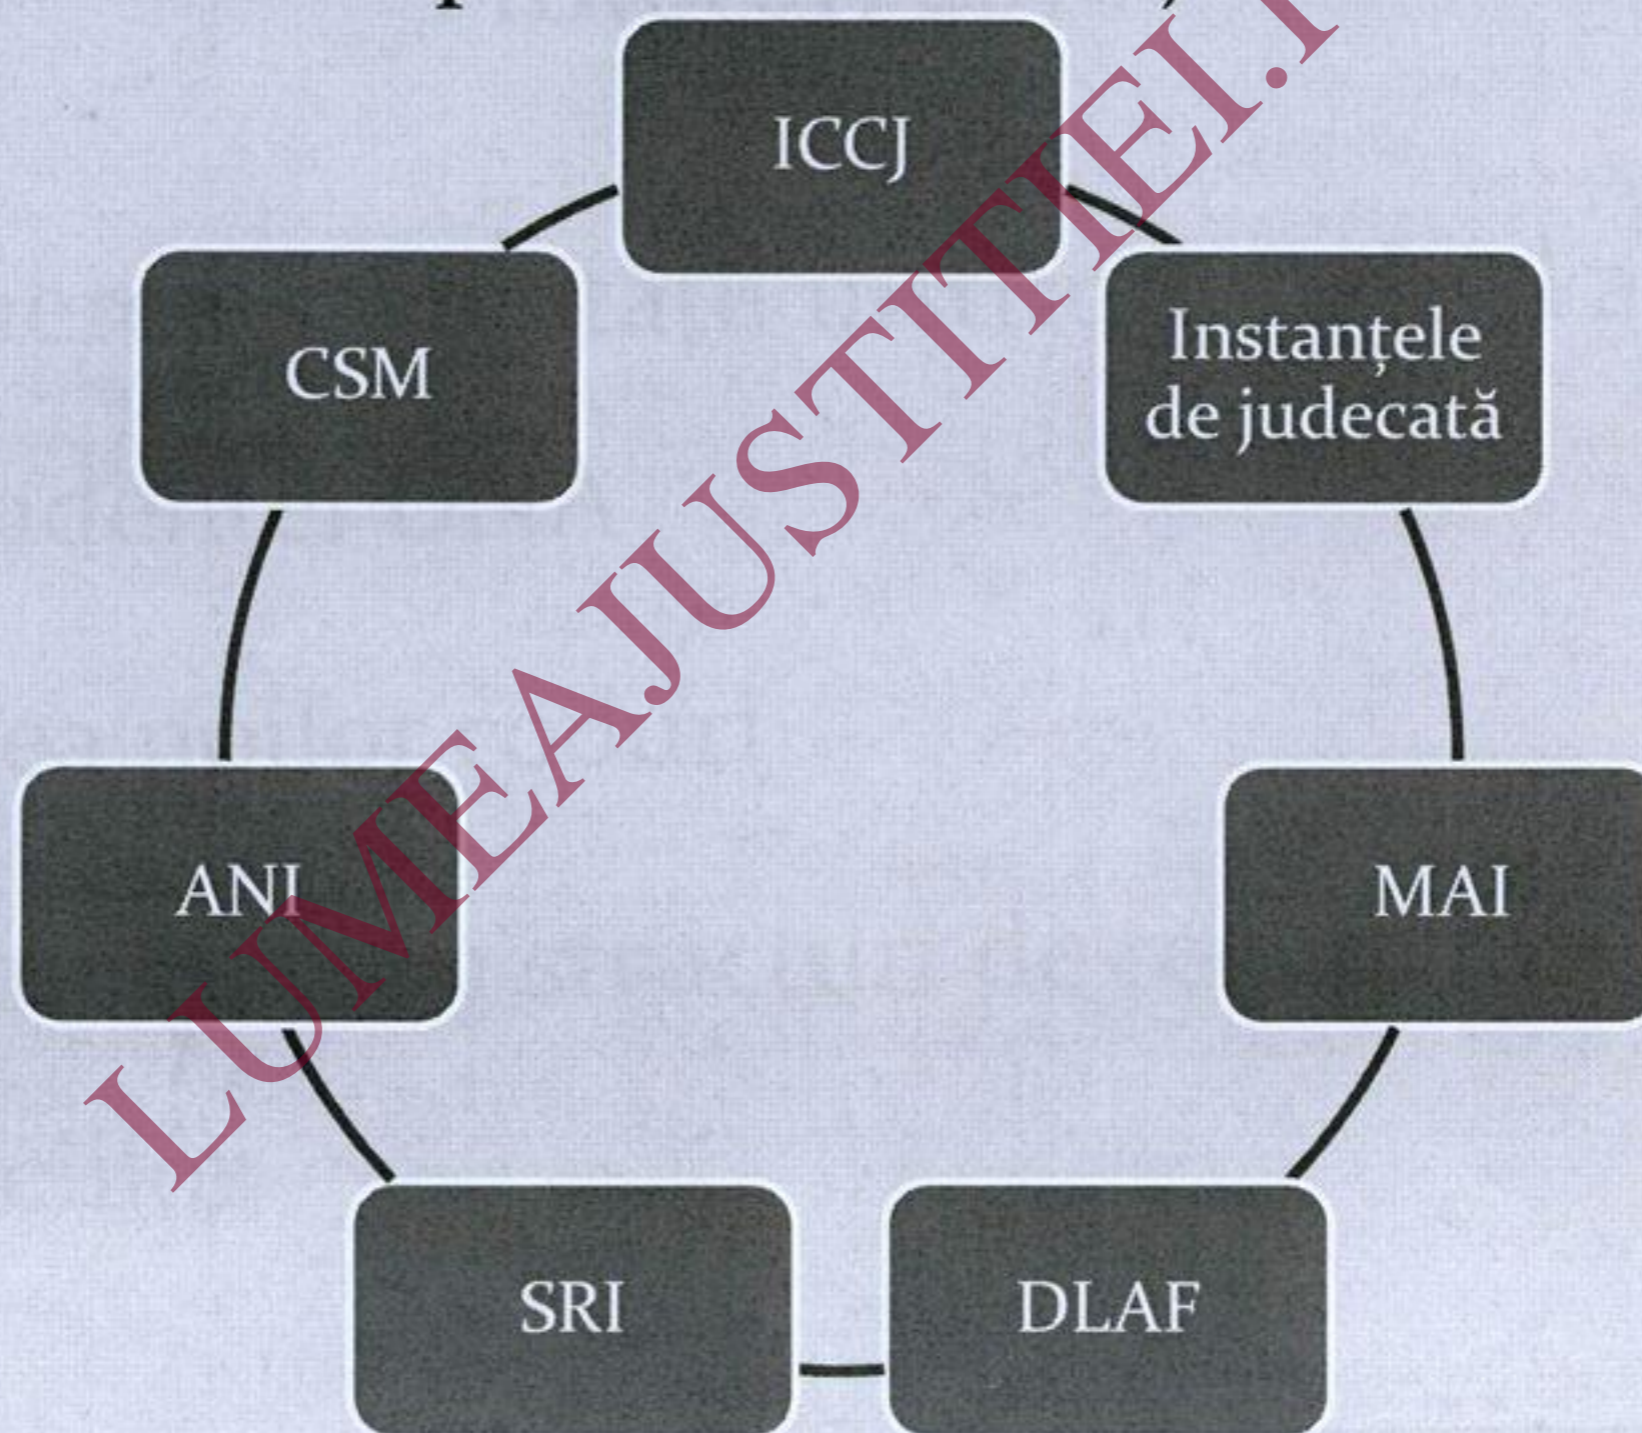 ICCJ
CSM
Instanțele
de judecată
ANI
MAI
SRI
DLAF
LUMEAJUSTITIEI.